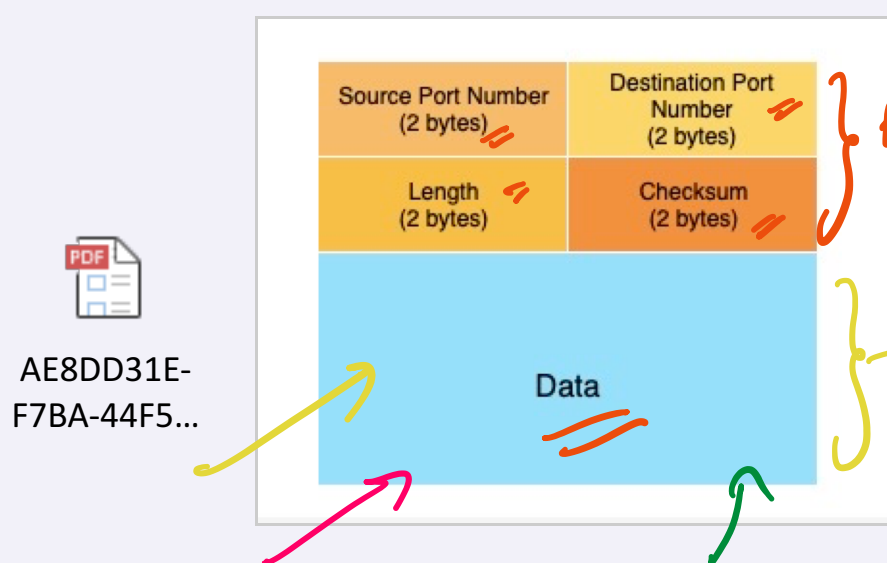 Source Port Number
(2 bytes)
Destination Port
Number
(2 bytes)
Length
(2 bytes)
Checksum
(2 bytes)
PDF
AE8DD31E-
F7BA-44F5...
Data